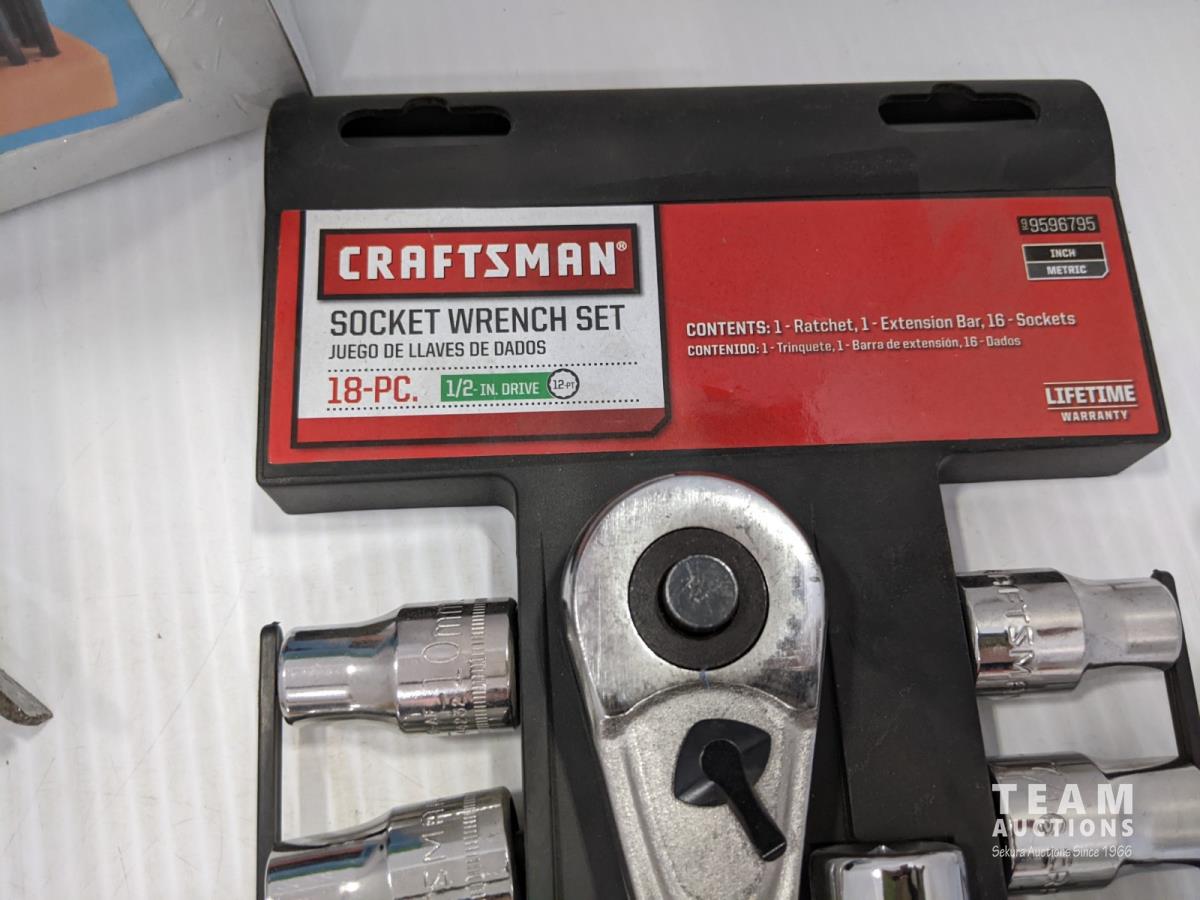 CRAFTSMAN®
SOCKET WRENCH SET
JUEGO DE LLAVES DE DADOS
18-PC. 1/2-IN. DRIVE 12-PT
9596795
INCH
METRIC
CONTENTS: 1 - Ratchet, 1 - Extension Bar, 16 - Sockets
CONTENIDO: 1 - Trinquete, 1 - Barra de extensión, 16 - Dados
LIFETIME
WARRANTY
10mm
TEAM
AUCTIONS
Sekura Auctions Since 1966